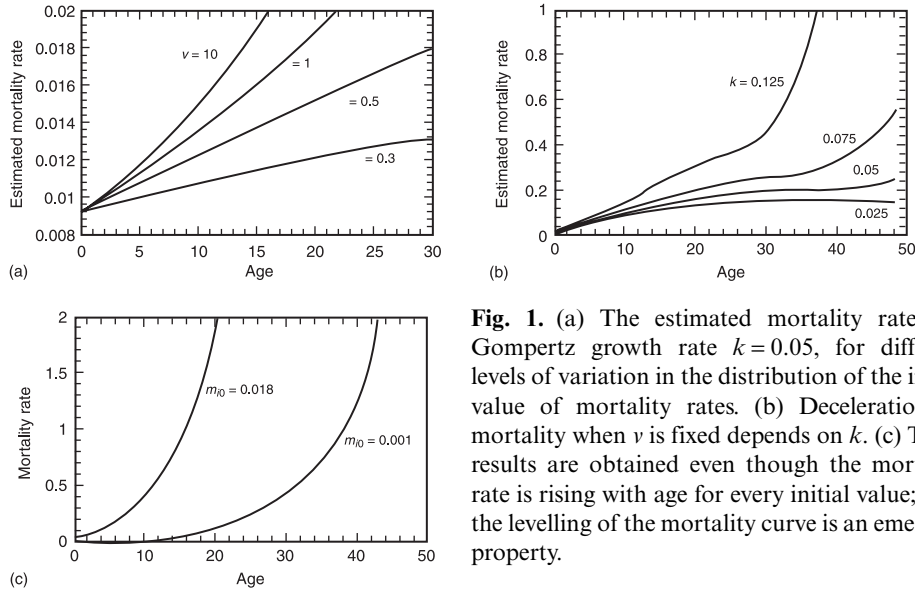 0.02
0.018
0.016
0.014
0.012
0.01
0.008
Estimated mortality rate
v = 10
= 1
= 0.5
= 0.3
0 5 10 15 20 25 30
Age
(a)
1
0.8
0.6
0.4
0.2
0
Estimated mortality rate
k = 0.125
0.075
0.05
0.025
0 10 20 30 40 50
Age
(b)
2
1.5
1
0.5
0
Mortality rate
m_{i0} = 0.018
m_{i0} = 0.001
0 10 20 30 40 50
Age
(c)
Fig. 1. (a) The estimated mortality rate
Gompertz growth rate k = 0.05, for diff
levels of variation in the distribution of the i
value of mortality rates. (b) Deceleration
mortality when v is fixed depends on k. (c) T
results are obtained even though the mor
rate is rising with age for every initial value;
the levelling of the mortality curve is an eme
property.